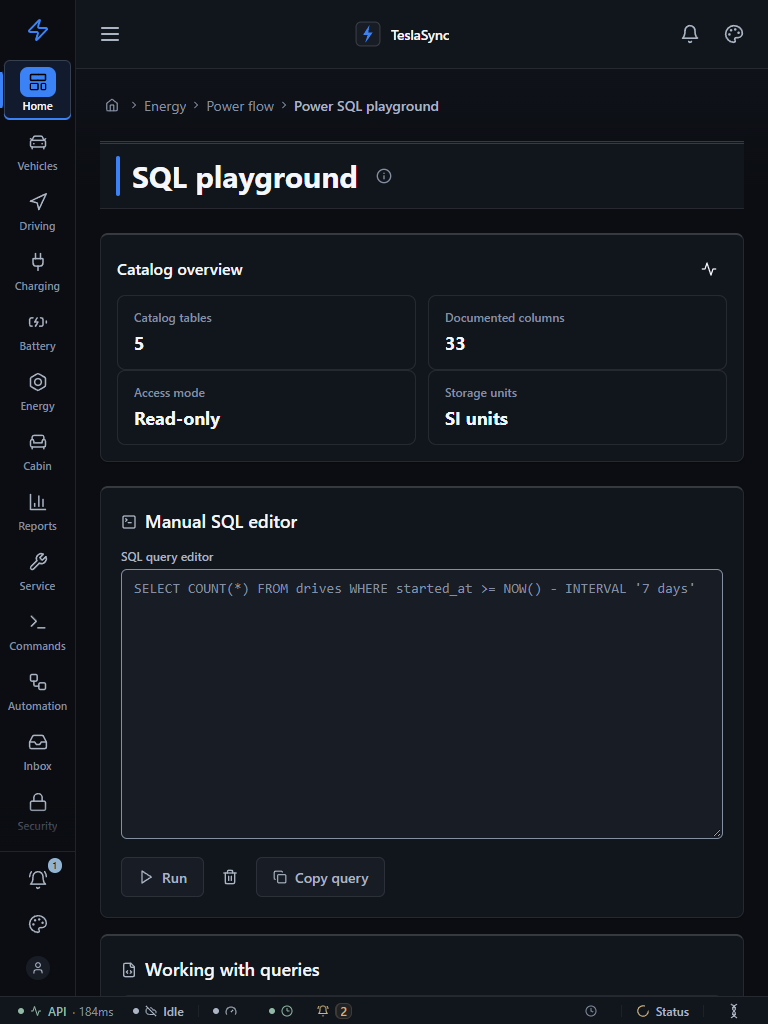 TeslaSync
Home
Vehicles
Driving
Charging
Battery
Energy
Cabin
Reports
Service
Commands
Automation
Inbox
Security
1
Energy > Power flow > Power SQL playground
SQL playground
Catalog overview
Catalog tables
5
Documented columns
33
Access mode
Read-only
Storage units
SI units
Manual SQL editor
SQL query editor
SELECT COUNT(*) FROM drives WHERE started_at >= NOW() - INTERVAL '7 days'
Run
Copy query
Working with queries
API · 184ms
Idle
2
Status